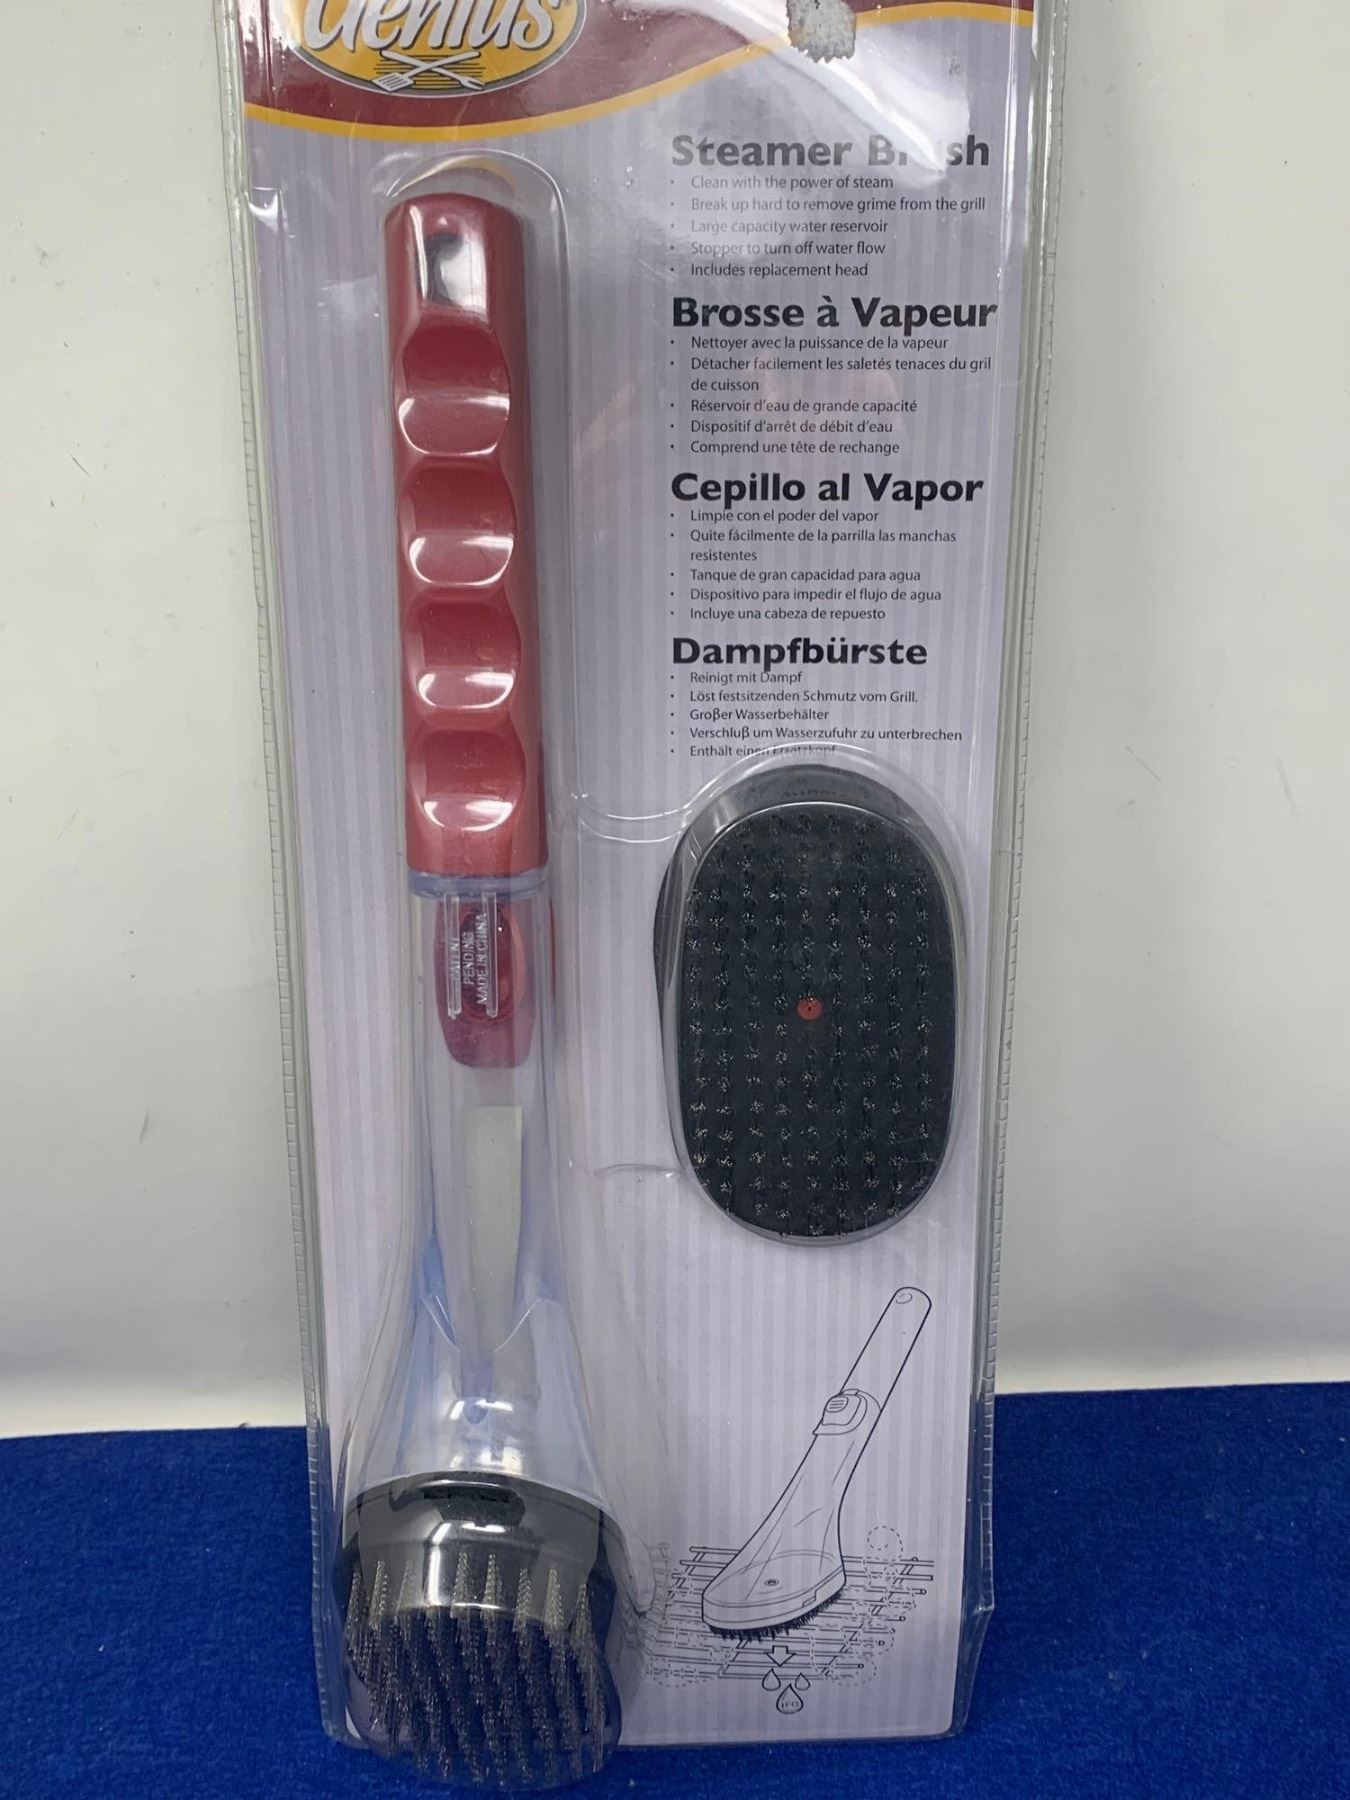 Genius
Steamer Brush
• Clean with the power of steam
• Break up hard to remove grime from the grill
• Large capacity water reservoir
• Stopper to turn off water flow
• Includes replacement head
Brosse à Vapeur
• Nettoyer avec la puissance de la vapeur
• Détacher facilement les saletés tenaces du gril
de cuisson
• Réservoir d'eau de grande capacité
• Dispositif d'arrêt de débit d'eau
• Comprend une tête de rechange
Cepillo al Vapor
• Limpie con el poder del vapor
• Quite fácilmente de la parrilla las manchas
resistentes
• Tanque de gran capacidad para agua
• Dispositivo para impedir el flujo de agua
• Incluye una cabeza de repuesto
Dampfbürste
• Reinigt mit Dampf
• Löst festsitzenden Schmutz vom Grill.
• Großer Wasserbehälter
• Verschluß um Wasserzufuhr zu unterbrechen
• Enthält einen Ersatzkopf
PATENT
PENDING
MADE IN CHINA